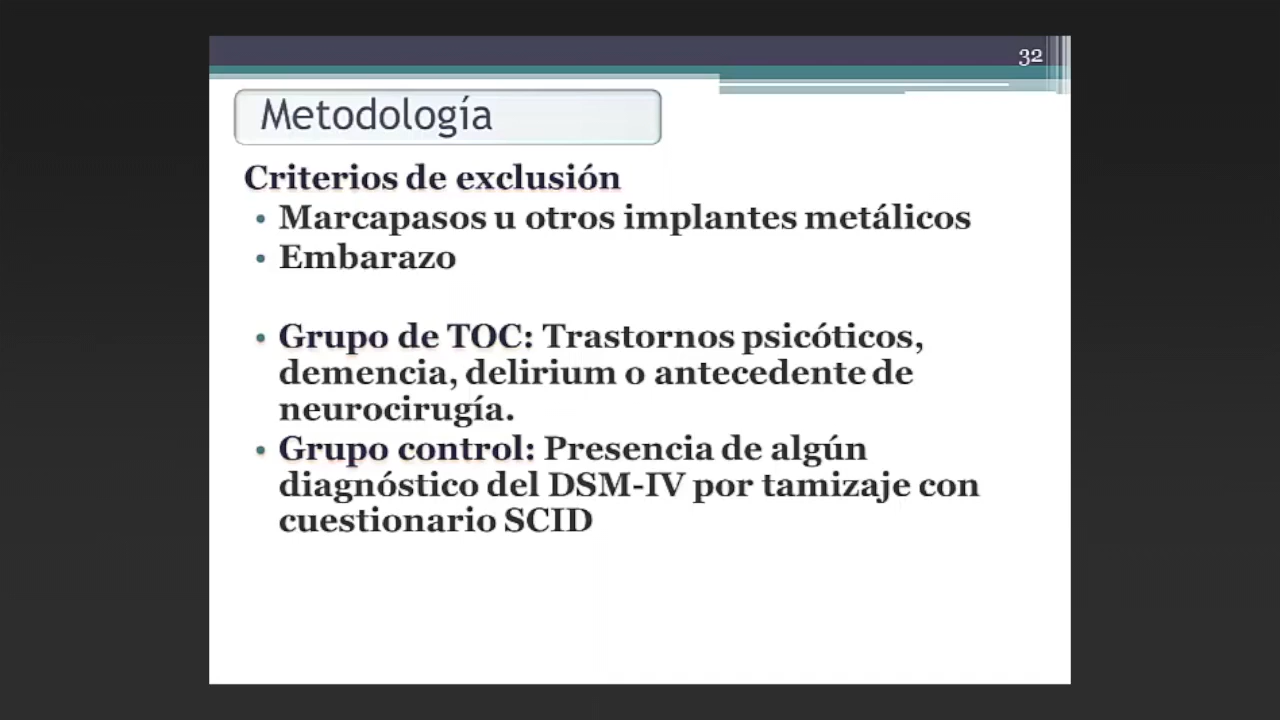 32
Metodología
Criterios de exclusión
• Marcapasos u otros implantes metálicos
• Embarazo
• Grupo de TOC: Trastornos psicóticos,
demencia, delirium o antecedente de
neurocirugía.
• Grupo control: Presencia de algún
diagnóstico del DSM-IV por tamizaje con
cuestionario SCID